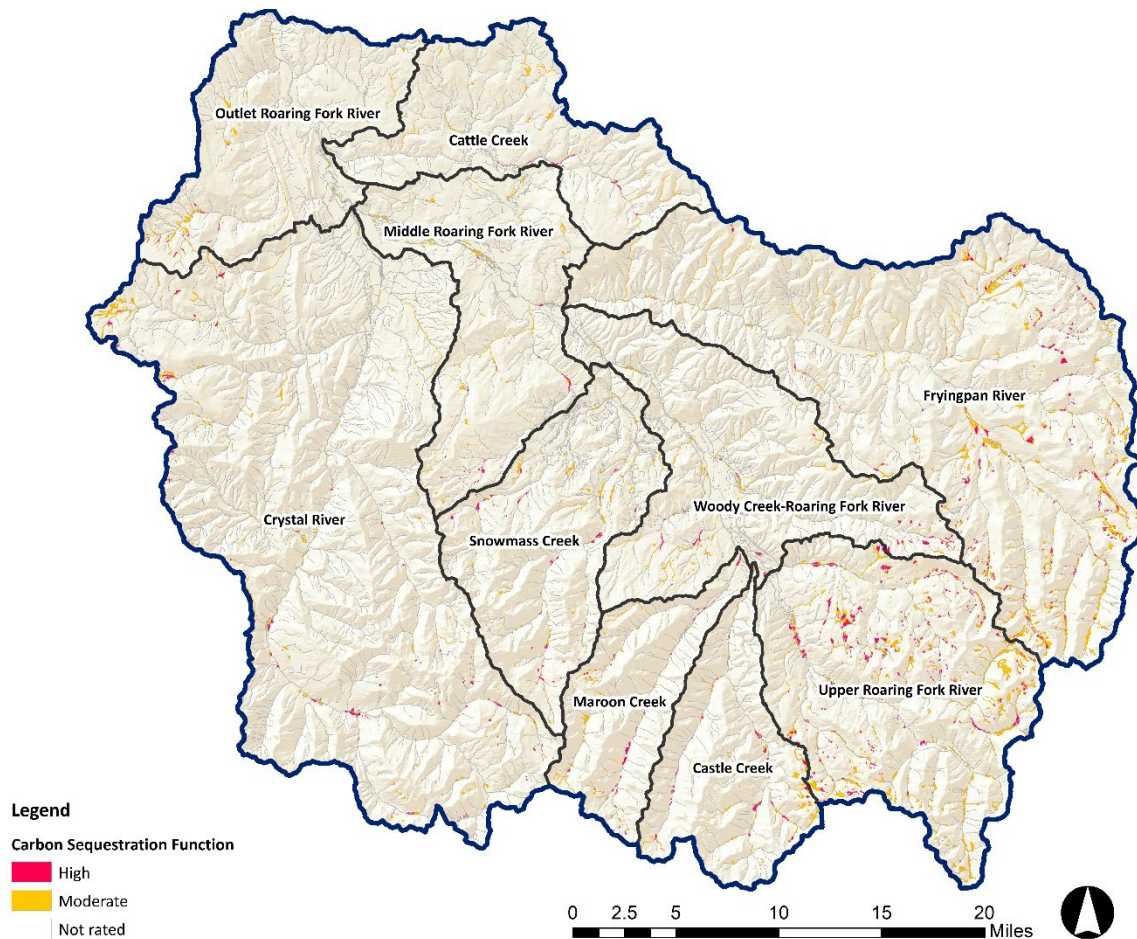 Outlet Roaring Fork River
Cattle Creek
Middle Roaring Fork River
Fryingpan River
Crystal River
Snowmass Creek
Woody Creek-Roaring Fork River
Maroon Creek
Upper Roaring Fork River
Castle Creek
Legend
Carbon Sequestration Function
High
Moderate
Not rated
0 2.5 5 10 15 20
Miles